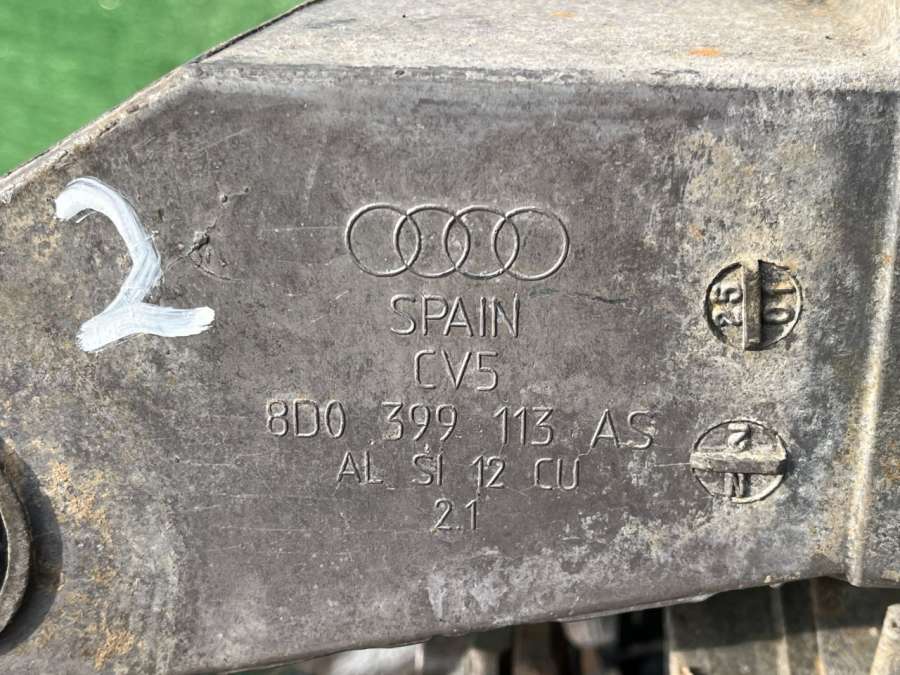 2
SPAIN
CV5
8D0 399 113 AS
AL SI 12 CU
2.1